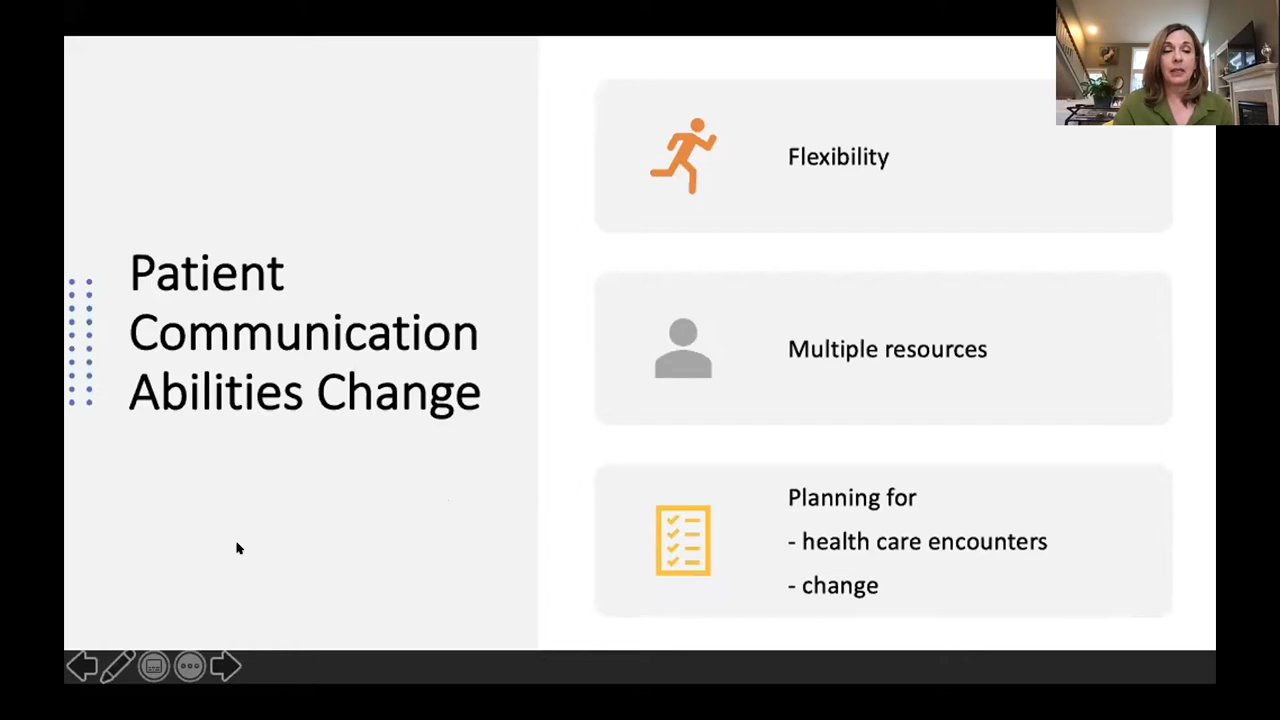 Patient
Communication
Abilities Change
Flexibility
Multiple resources
Planning for
- health care encounters
- change